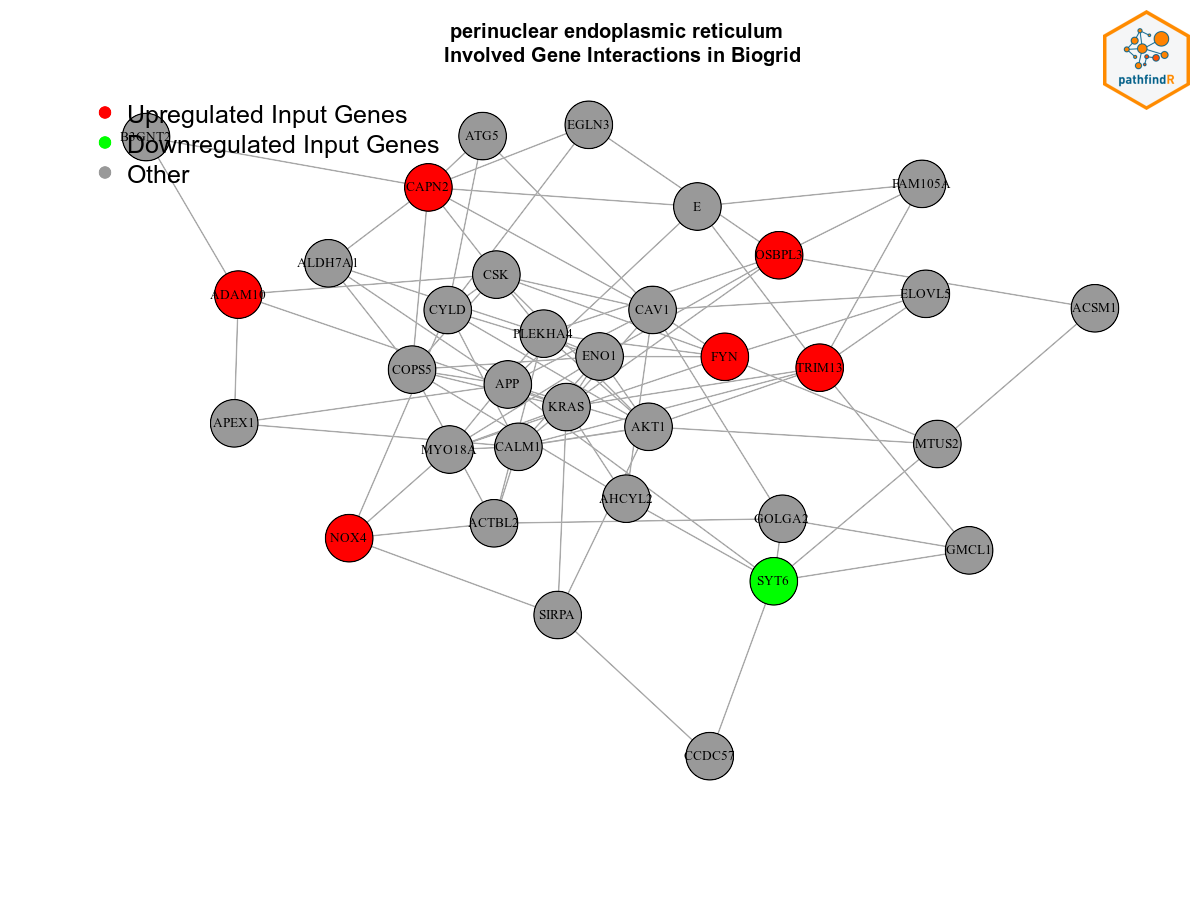 perinuclear endoplasmic reticulum
Involved Gene Interactions in Biogrid
pathfindR
Upregulated Input Genes
Downregulated Input Genes
Other
B3GNT2
ATG5
EGLN3
CAPN2
E
FAM105A
ALDH7A1
CSK
OSBPL3
ADAM10
CYLD
CAV1
ELOVL5
ACSM1
PLEKHA4
ENO1
FYN
TRIM13
COPS5
APP
KRAS
APEX1
AKT1
MYO18A
CALM1
MTUS2
AHCYL2
ACTBL2
GOLGA2
NOX4
GMCL1
SYT6
SIRPA
CCDC57